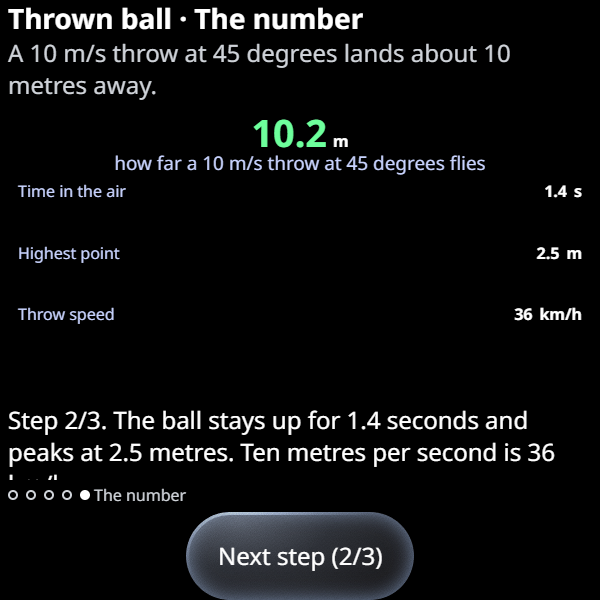 Thrown ball · The number
A 10 m/s throw at 45 degrees lands about 10
metres away.
10.2 m
how far a 10 m/s throw at 45 degrees flies
Time in the air 1.4 s
Highest point 2.5 m
Throw speed 36 km/h
Step 2/3. The ball stays up for 1.4 seconds and
peaks at 2.5 metres. Ten metres per second is 36
The number
Next step (2/3)